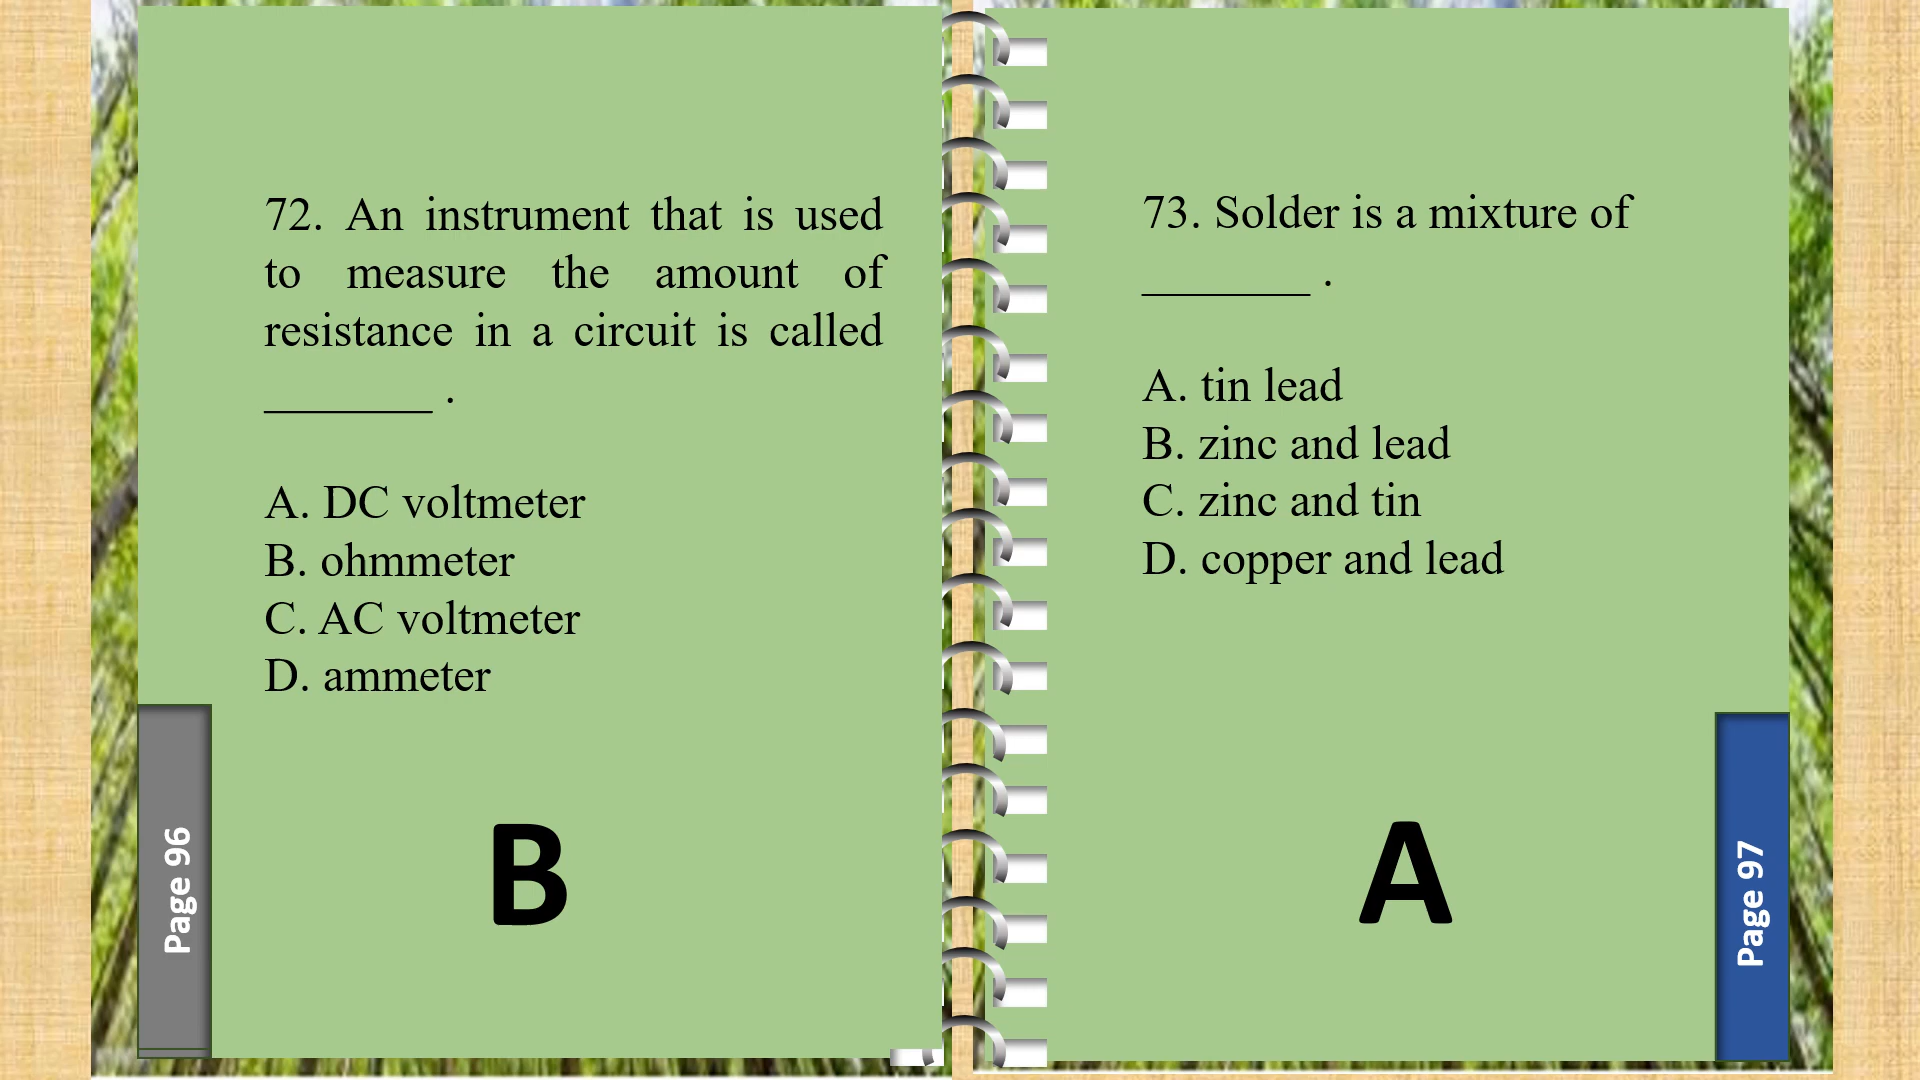 72. An instrument that is used
to measure the amount of
resistance in a circuit is called
_______ .
A. DC voltmeter
B. ohmmeter
C. AC voltmeter
D. ammeter
B
Page 96
73. Solder is a mixture of
_______ .
A. tin lead
B. zinc and lead
C. zinc and tin
D. copper and lead
A
Page 97